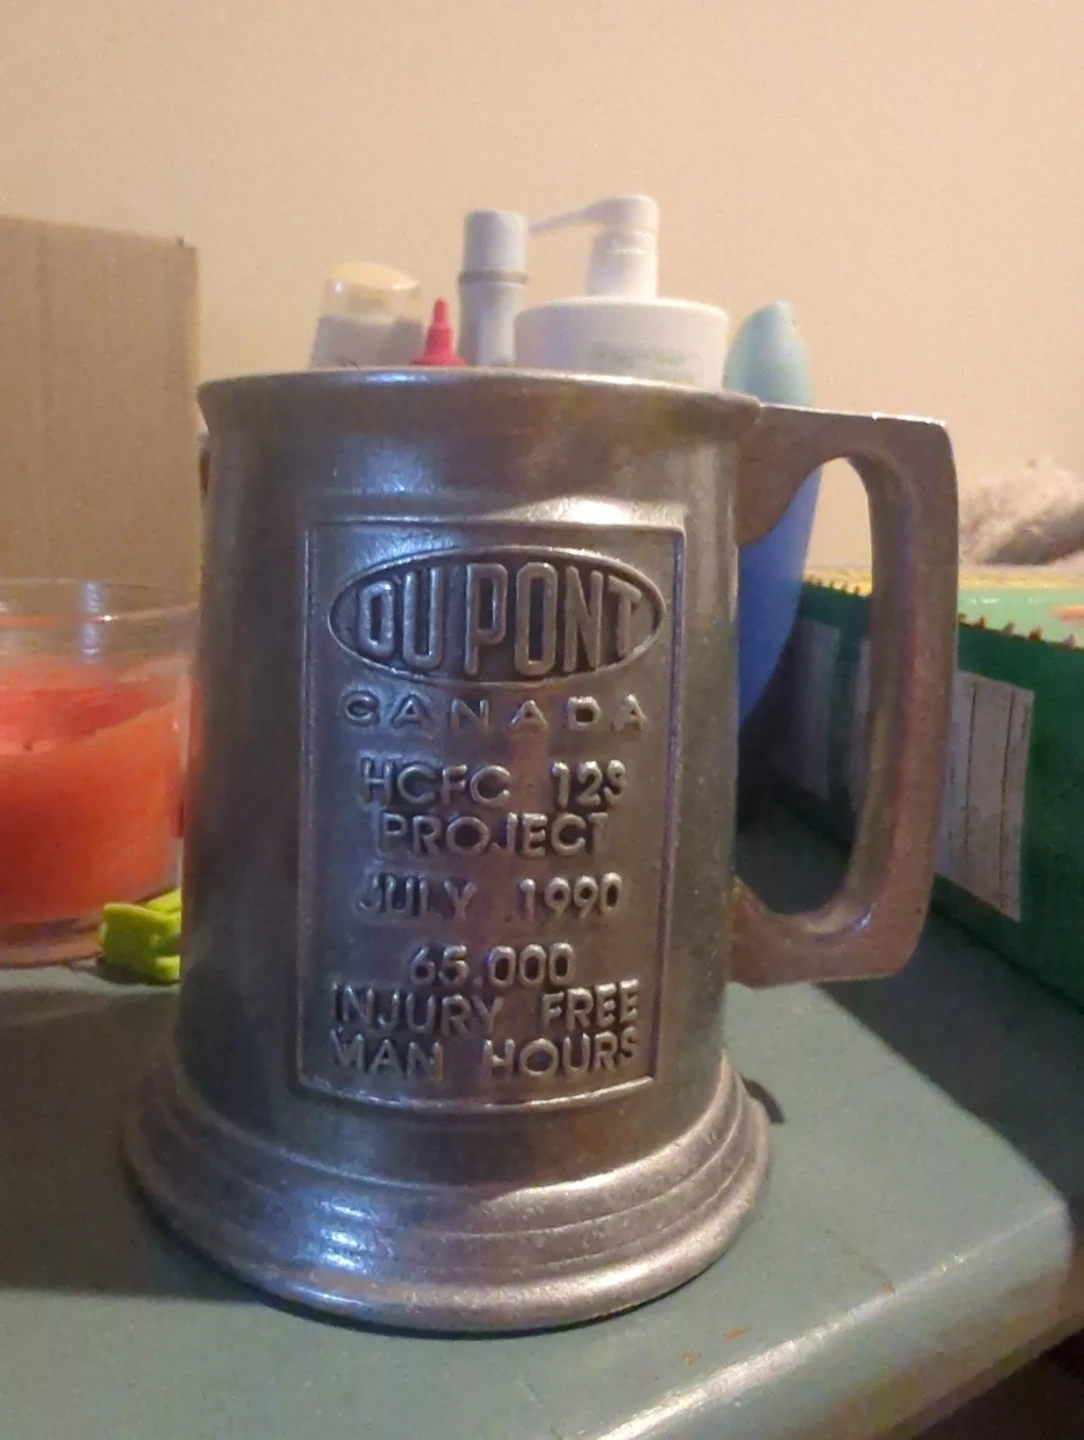 DU PONT
CANADA
HCFC 123
PROJECT
JULY 1990
65.000
INJURY FREE
MAN HOURS